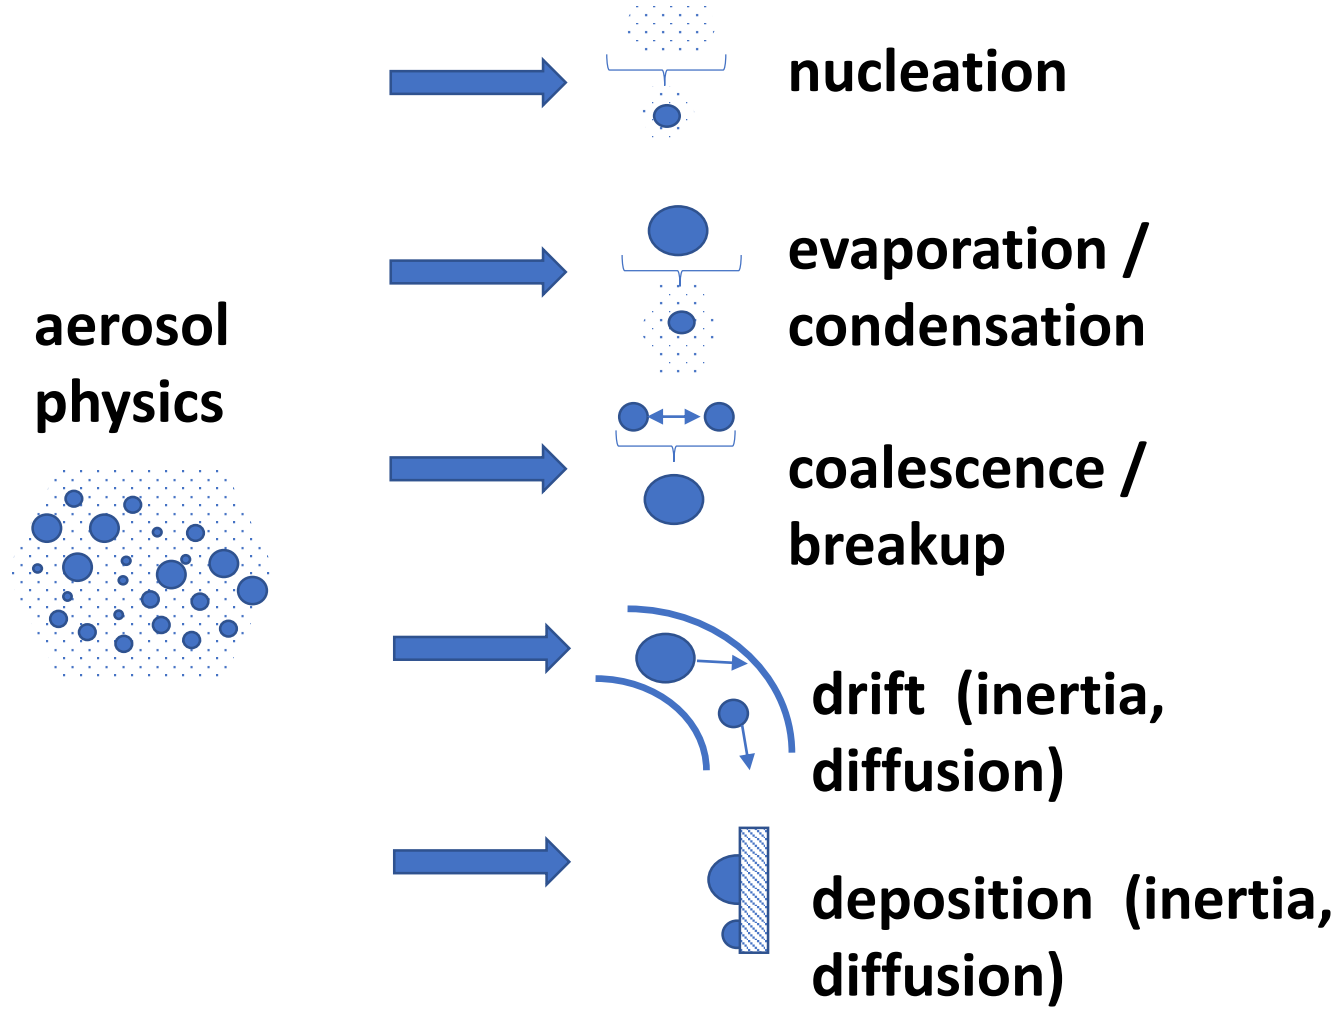 aerosol
physics
nucleation
evaporation /
condensation
coalescence /
breakup
drift (inertia,
diffusion)
deposition (inertia,
diffusion)